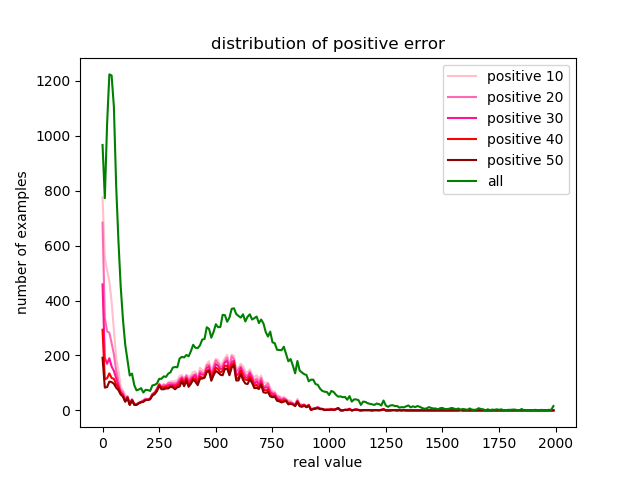 distribution of positive error
number of examples
1200
1000
800
600
400
200
0
0 250 500 750 1000 1250 1500 1750 2000
real value
positive 10
positive 20
positive 30
positive 40
positive 50
all